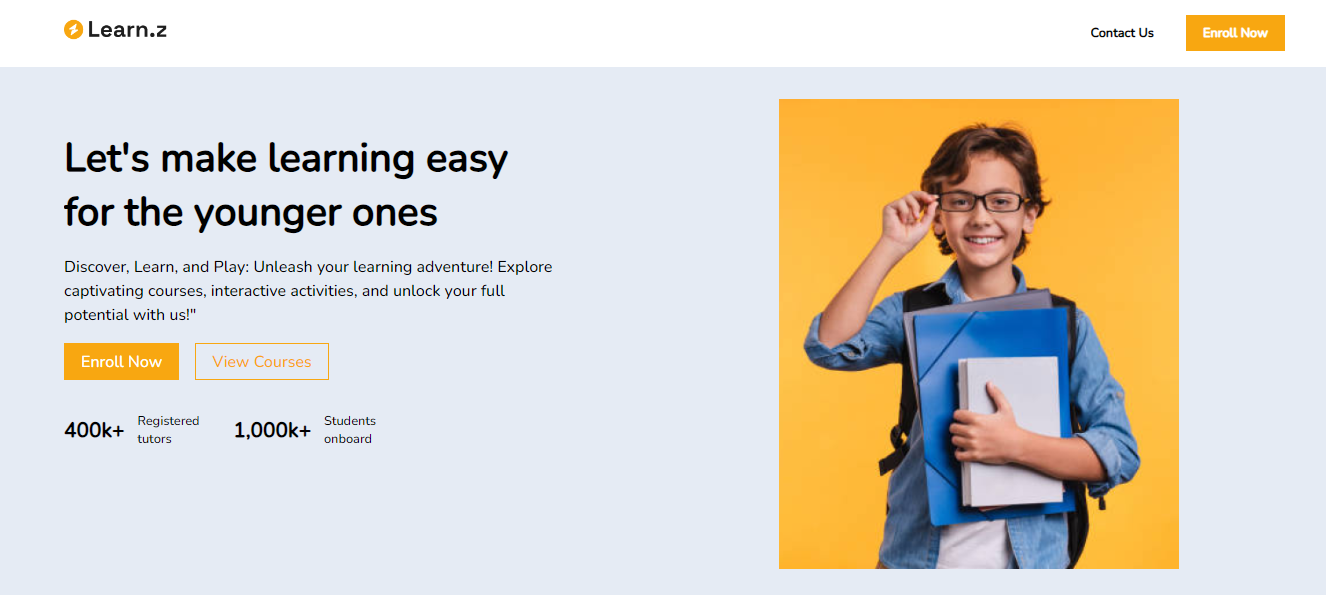 Learn.z
Contact Us
Enroll Now
Let's make learning easy
for the younger ones
Discover, Learn, and Play: Unleash your learning adventure! Explore
captivating courses, interactive activities, and unlock your full
potential with us!"
Enroll Now
View Courses
400k+
Registered
tutors
1,000k+
Students
onboard